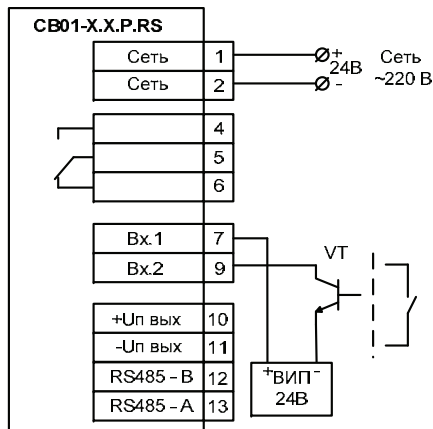 СВ01-Х.Х.Р.RS
Сеть 1
Сеть 2
+
24В
-
Сеть
~220 В
4
5
6
Вх.1 7
Вх.2 9
VT
+Uп вых 10
-Uп вых 11
RS485 - В 12
RS485 - А 13
+ ВИП -
24В